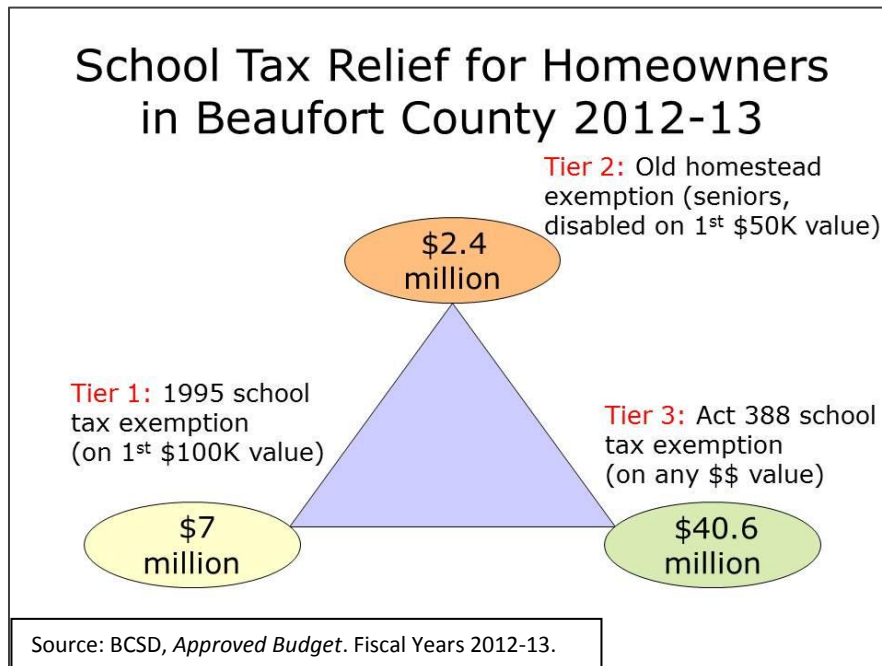 School Tax Relief for Homeowners
in Beaufort County 2012-13
Tier 2: Old homestead
exemption (seniors,
disabled on 1st $50K value)
$2.4
million
Tier 1: 1995 school
tax exemption
(on 1st $100K value)
Tier 3: Act 388 school
tax exemption
(on any $$ value)
$7
million
$40.6
million
Source: BCSD, Approved Budget. Fiscal Years 2012-13.